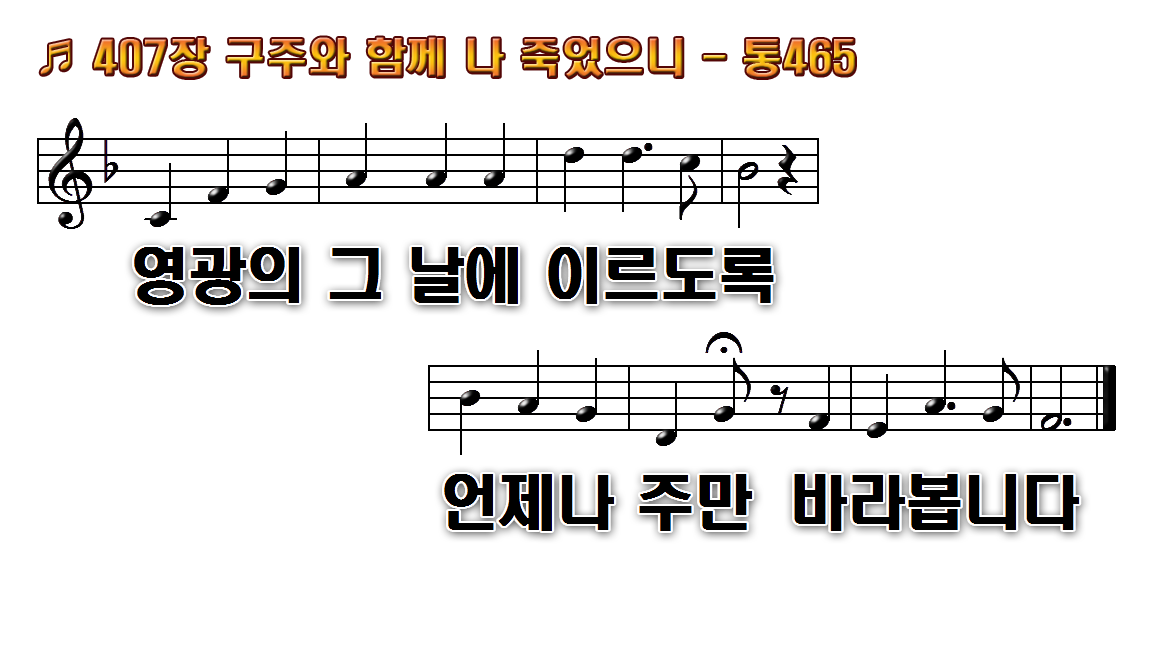 ♬ 407장 구주와 함께 나 죽었으니 - 통465
영광의 그 날에 이르도록
언제나 주만 바라봅니다